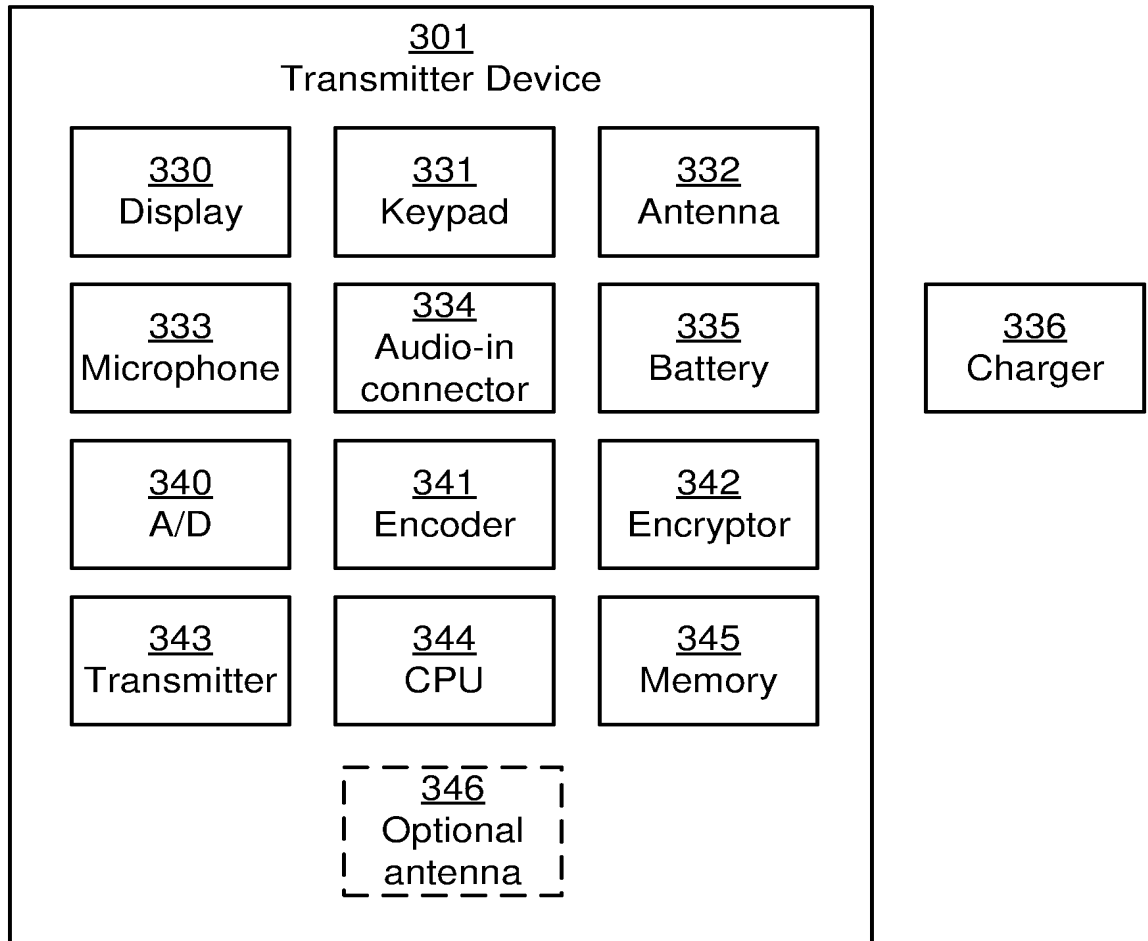 301
Transmitter Device
330
Display
331
Keypad
332
Antenna
333
Microphone
334
Audio-in
connector
335
Battery
336
Charger
340
A/D
341
Encoder
342
Encryptor
343
Transmitter
344
CPU
345
Memory
346
Optional
antenna